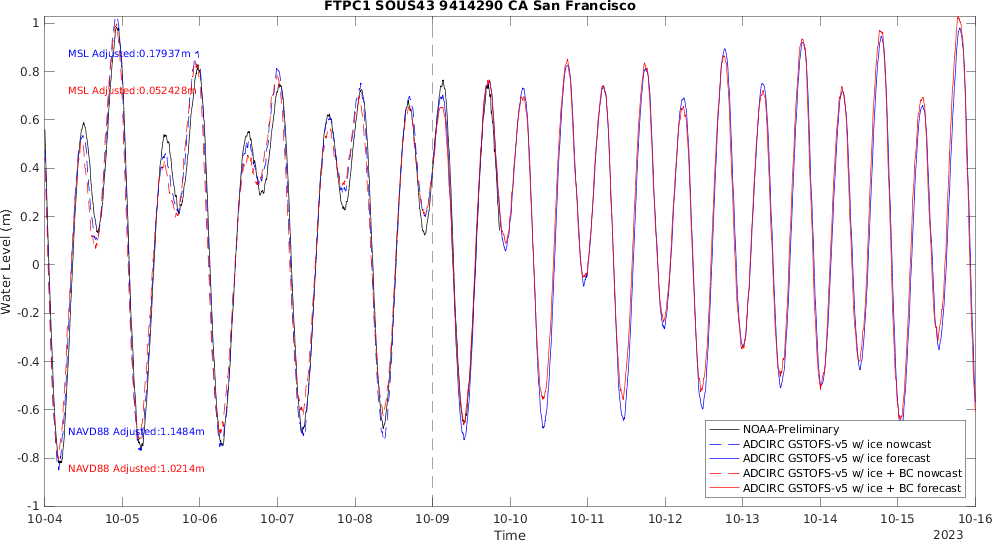 FTPC1 SOUS43 9414290 CA San Francisco
MSL Adjusted:0.17937m
MSL Adjusted:0.052428m
NAVD88 Adjusted:1.1484m
NAVD88 Adjusted:1.0214m
Water Level (m)
1
0.8
0.6
0.4
0.2
0
-0.2
-0.4
-0.6
-0.8
-1
NOAA-Preliminary
ADCIRC GSTOFS-v5 w/ ice nowcast
ADCIRC GSTOFS-v5 w/ ice forecast
ADCIRC GSTOFS-v5 w/ ice + BC nowcast
ADCIRC GSTOFS-v5 w/ ice + BC forecast
10-04 10-05 10-06 10-07 10-08 10-09 10-10 10-11 10-12 10-13 10-14 10-15 10-16
Time
2023